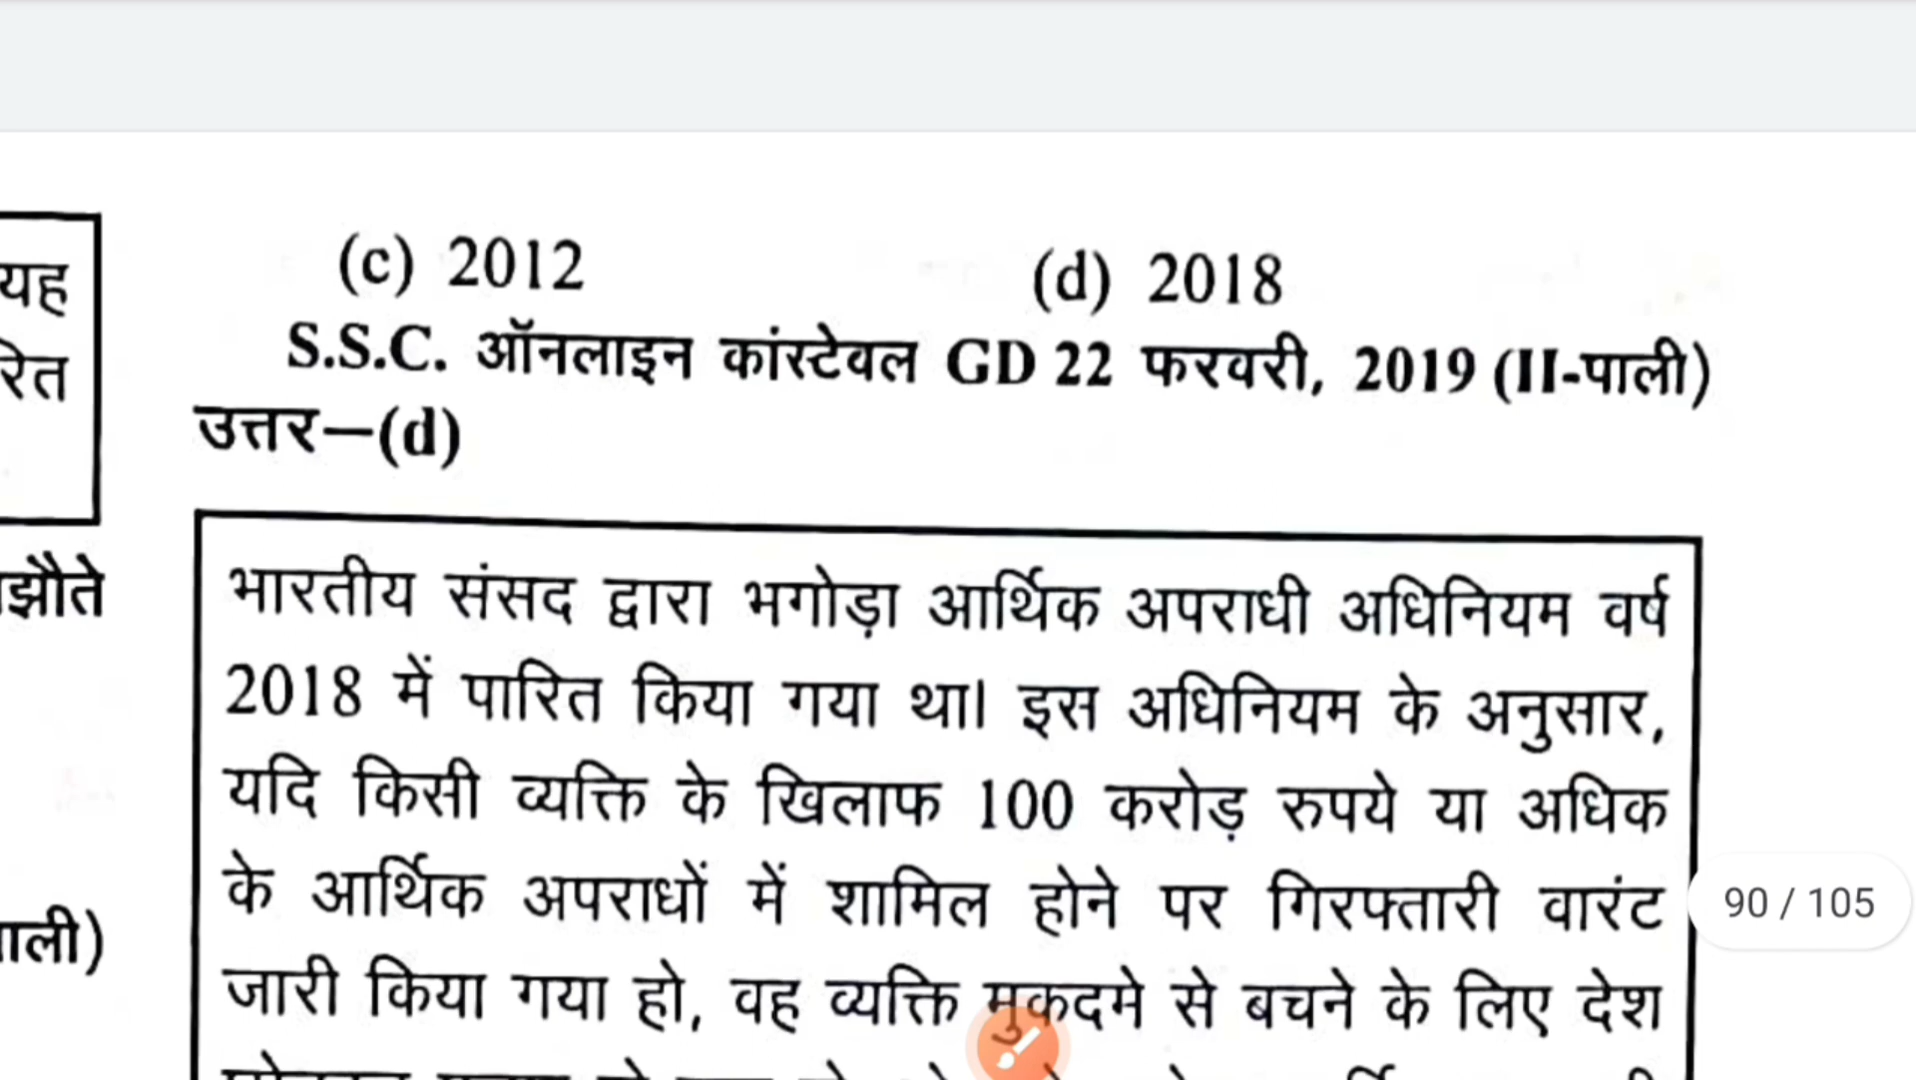 यह
रित
झौते
ाली)
(c) 2012 (d) 2018
S.S.C. ऑनलाइन कांस्टेवल GD 22 फरवरी, 2019 (II-पाली)
उत्तर—(d)
भारतीय संसद द्वारा भगोड़ा आर्थिक अपराधी अधिनियम वर्ष
2018 में पारित किया गया था। इस अधिनियम के अनुसार,
यदि किसी व्यक्ति के खिलाफ 100 करोड़ रुपये या अधिक
के आर्थिक अपराधों में शामिल होने पर गिरफ्तारी वारंट
जारी किया गया हो, वह व्यक्ति मुकदमे से बचने के लिए देश
90 / 105